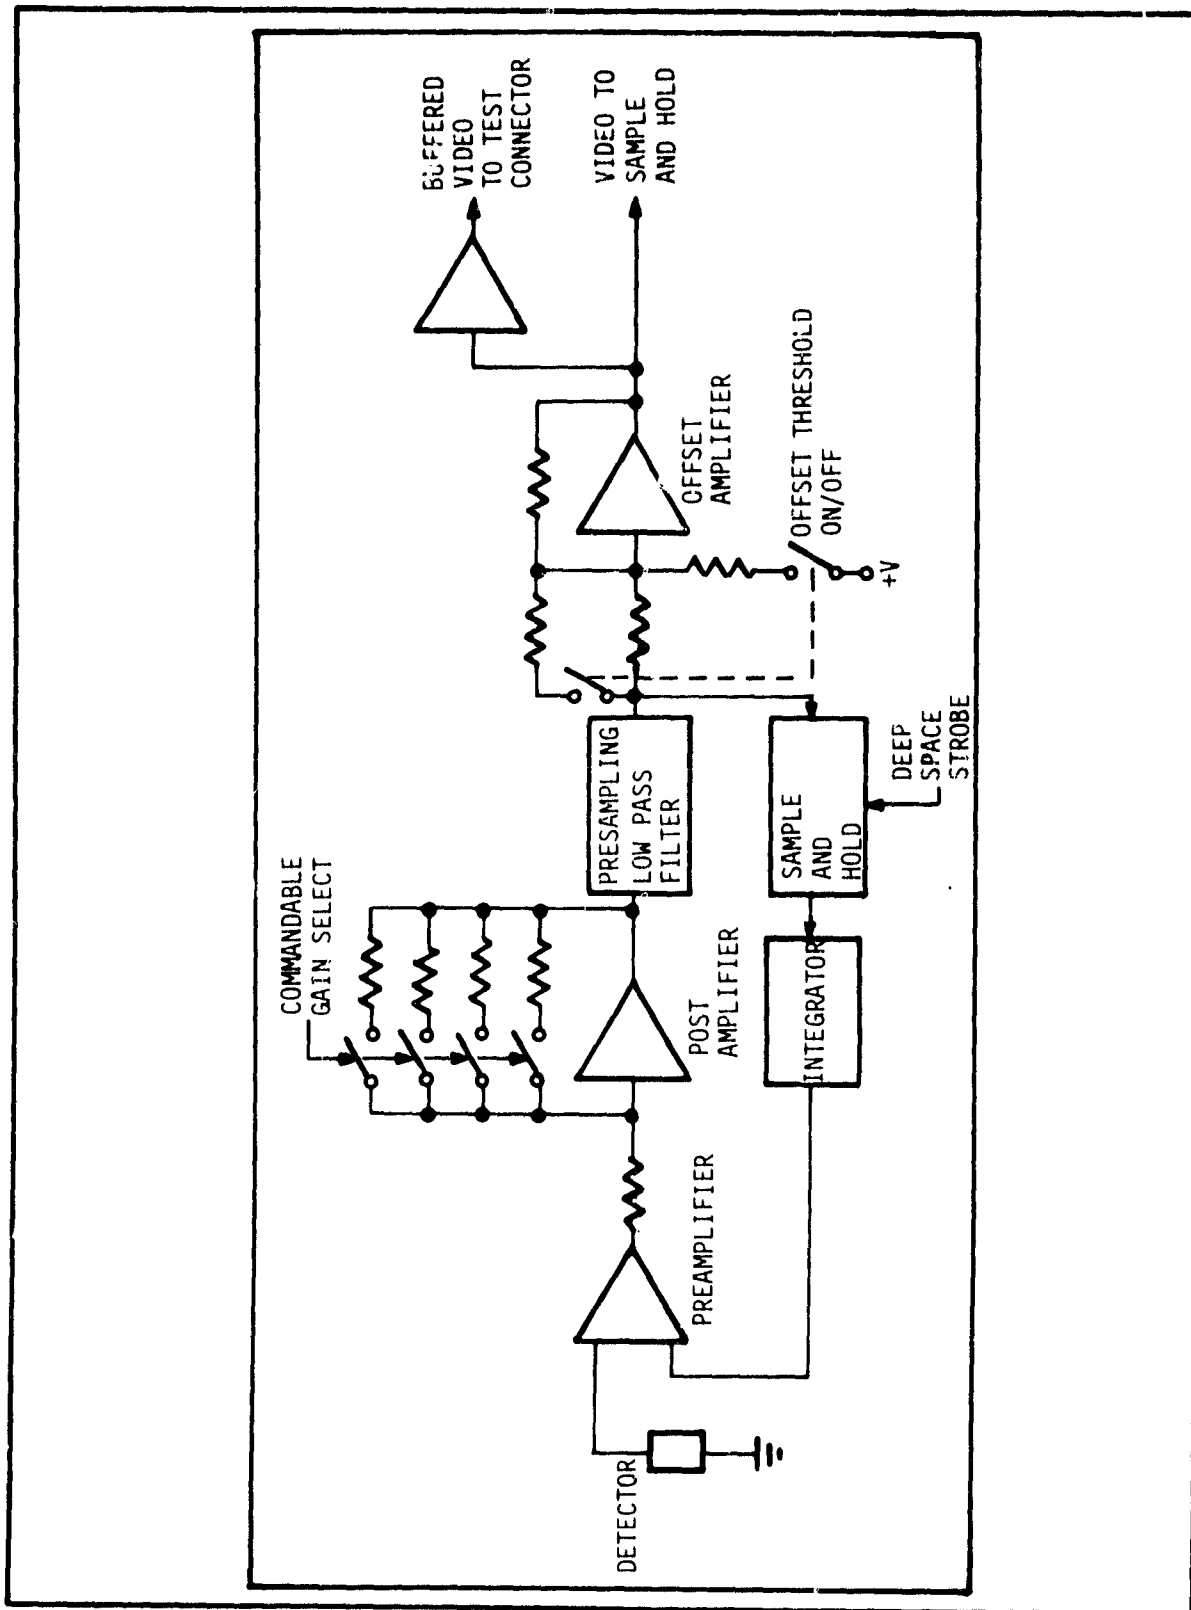 COMMANDABLE
GAIN SELECT
BUFFERED
VIDEO
TO TEST
CONNECTOR
VIDEO TO
SAMPLE
AND HOLD
DETECTOR
PREAMPLIFIER
POST
AMPLIFIER
PRESAMPLING
LOW PASS
FILTER
OFFSET
AMPLIFIER
OFFSET THRESHOLD
ON/OFF
+V
INTEGRATOR
SAMPLE
AND
HOLD
DEEP
SPACE
STROBE